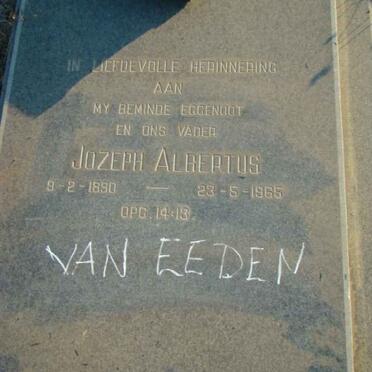 IN LIEFDEVOLLE HERINNERING
AAN
MY BEMINDE EGGENOOT
EN ONS VADER
JOZEPH ALBERTUS
9-2-1890 — 23-5-1965
OPG. 14:13
VAN EEDEN